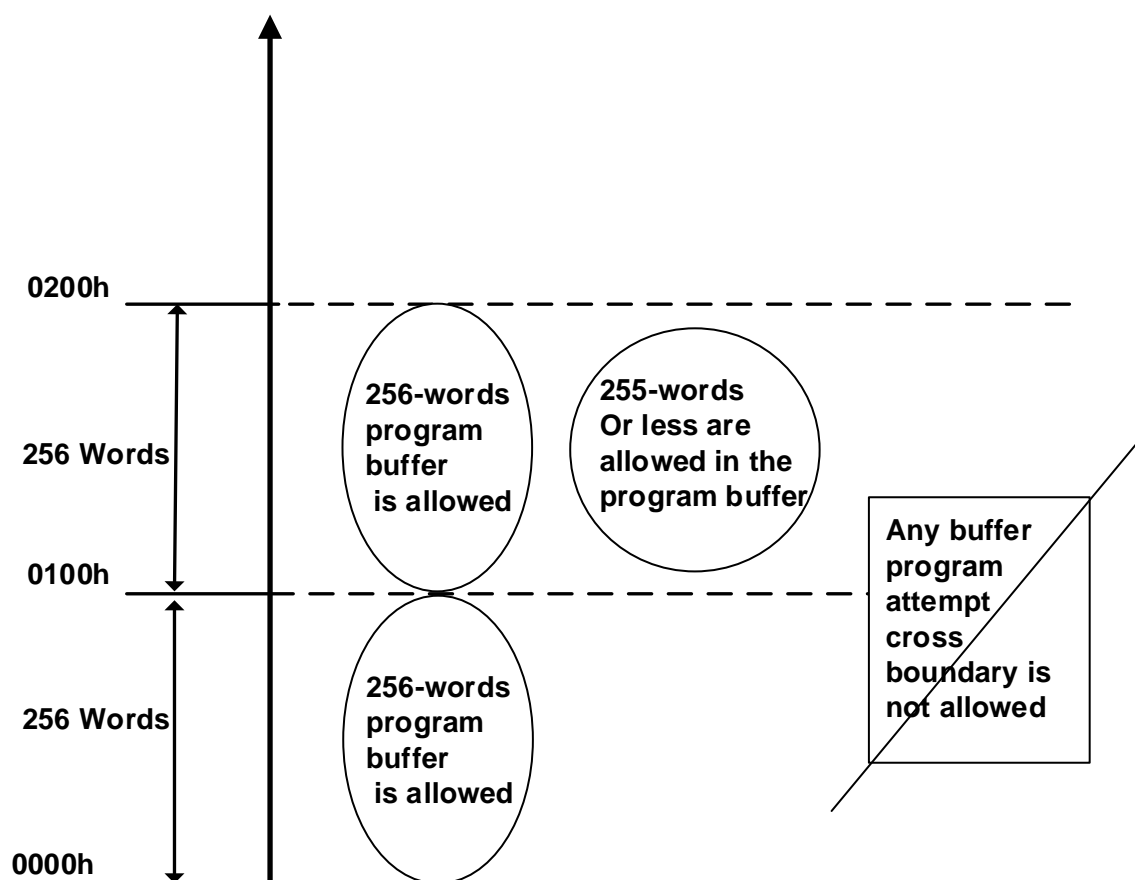 0200h
256-words
program
buffer
is allowed
255-words
Or less are
allowed in the
program buffer
256 Words
Any buffer
program
attempt
cross
boundary is
not allowed
0100h
256-words
program
buffer
is allowed
256 Words
0000h